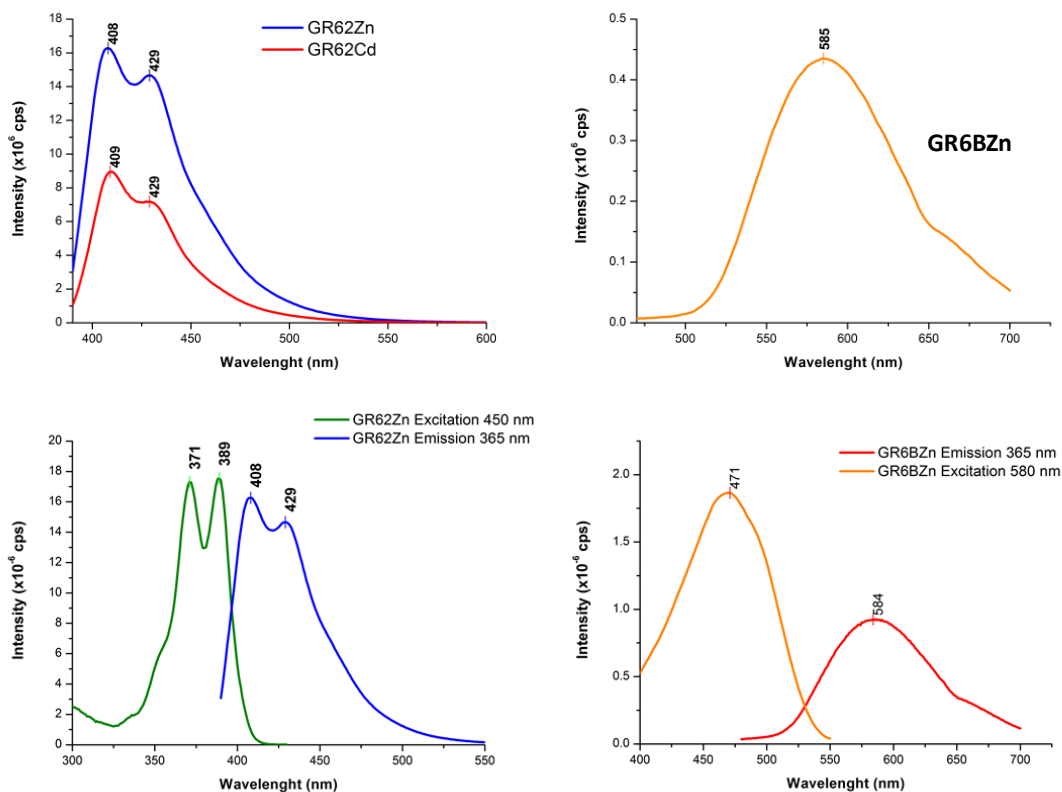 GR62Zn
GR62Cd
408
429
409
429
18
16
14
12
10
8
6
4
2
0
Intensity (x10⁶ cps)
400 450 500 550 600
Wavelenght (nm)
585
GR6BZn
0.5
0.4
0.3
0.2
0.1
0.0
Intensity (x10⁶ cps)
500 550 600 650 700
Wavelenght (nm)
GR62Zn Excitation 450 nm
GR62Zn Emission 365 nm
371
389
408
429
20
18
16
14
12
10
8
6
4
2
0
Intensity (x10⁻⁶ cps)
300 350 400 450 500 550
Wavelenght (nm)
GR6BZn Emission 365 nm
GR6BZn Excitation 580 nm
471
584
2.0
1.5
1.0
0.5
0.0
Intensity (x10⁻⁶ cps)
400 450 500 550 600 650 700
Wavelenght (nm)